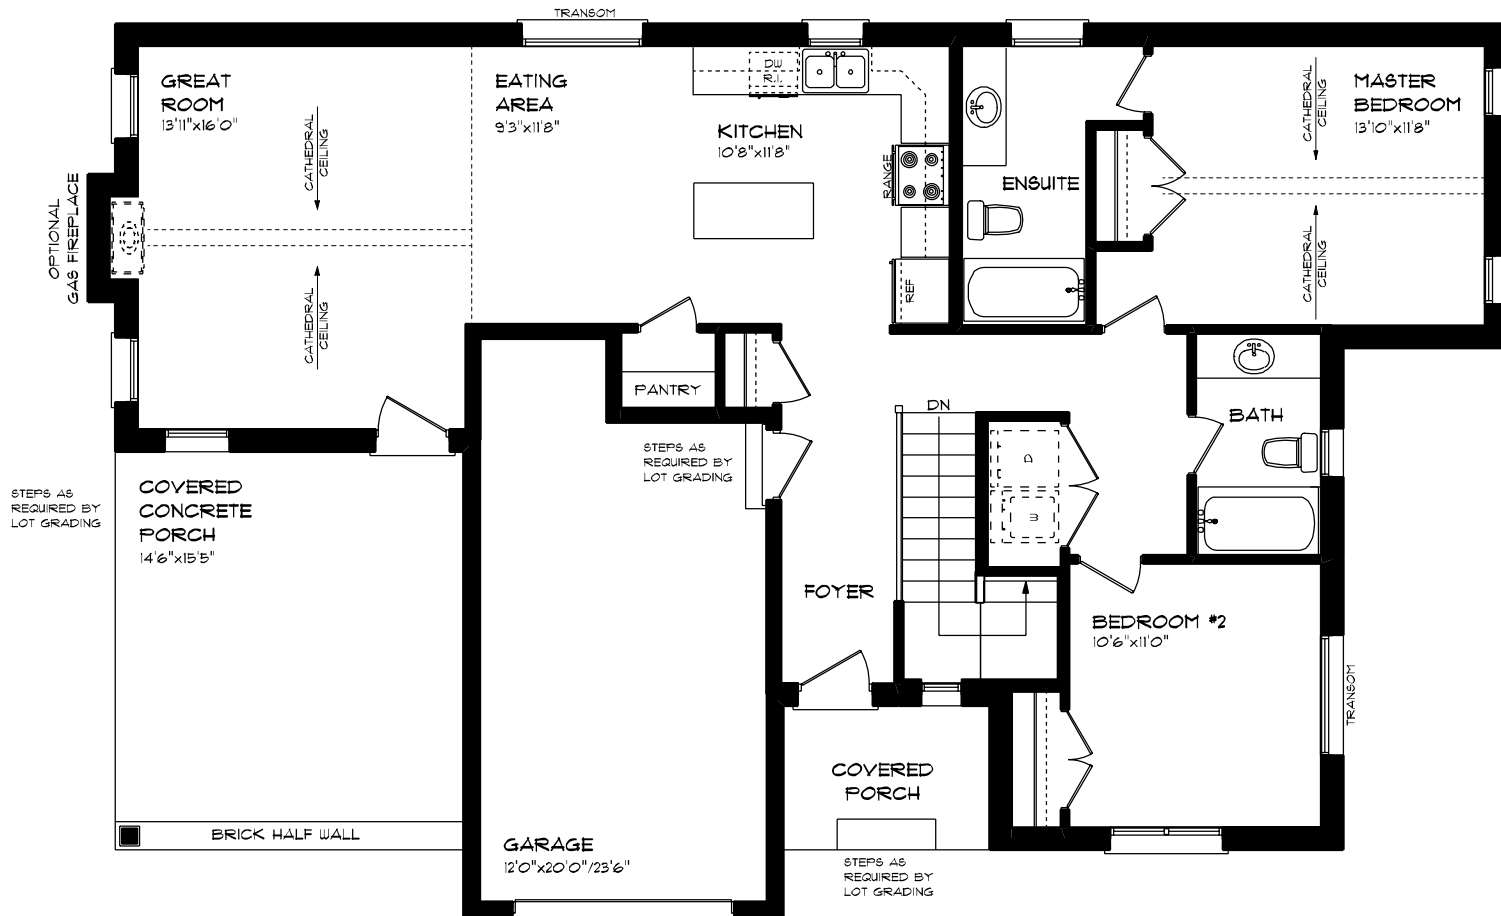 TRANSOM
GREAT
ROOM
13'11"x16'0"
CATHEDRAL
CEILING
EATING
AREA
9'3"x11'8"
DW
R.I.
KITCHEN
10'8"x11'8"
RANGE
REF
ENSUITE
CATHEDRAL
CEILING
MASTER
BEDROOM
13'10"x11'8"
OPTIONAL
GAS FIREPLACE
CATHEDRAL
CEILING
CATHEDRAL
CEILING
PANTRY
DN
BATH
STEPS AS
REQUIRED BY
LOT GRADING
D
W
STEPS AS
REQUIRED BY
LOT GRADING
COVERED
CONCRETE
PORCH
14'6"x15'5"
FOYER
BEDROOM #2
10'6"x11'0"
TRANSOM
COVERED
PORCH
BRICK HALF WALL
GARAGE
12'0"x20'0"/23'6"
STEPS AS
REQUIRED BY
LOT GRADING